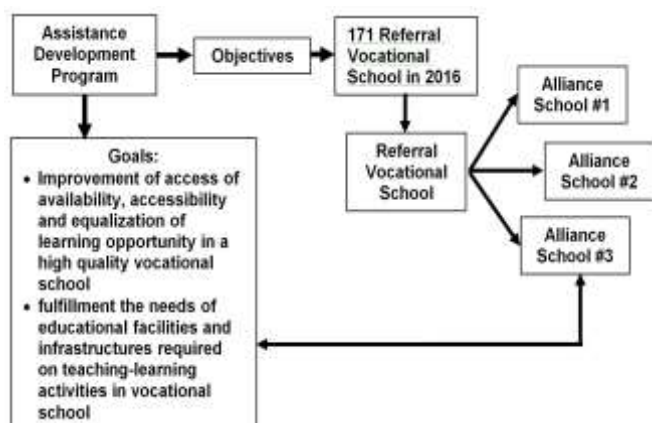 Assistance
Development
Program
Objectives
171 Referral
Vocational
School in 2016
Alliance
School #1
Referral
Vocational
School
Alliance
School #2
Alliance
School #3
Goals:
• Improvement of access of
availability, accessibility
and equalization of
learning opportunity in a
high quality vocational
school
• fulfillment the needs of
educational facilities and
infrastructures required
on teaching-learning
activities in vocational
school